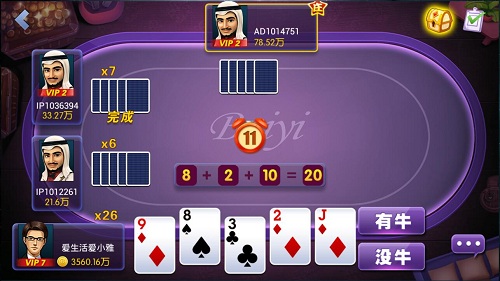 庄
AD1014751
VIP 2
78.52万
x7
IP1036394
VIP 2
33.27万
完成
x6
IP1012261
21.6万
11
8 + 2 + 10 = 20
x26
爱生活爱小雅
VIP 7
3560.16万
9
8
3
2
J
有牛
没牛